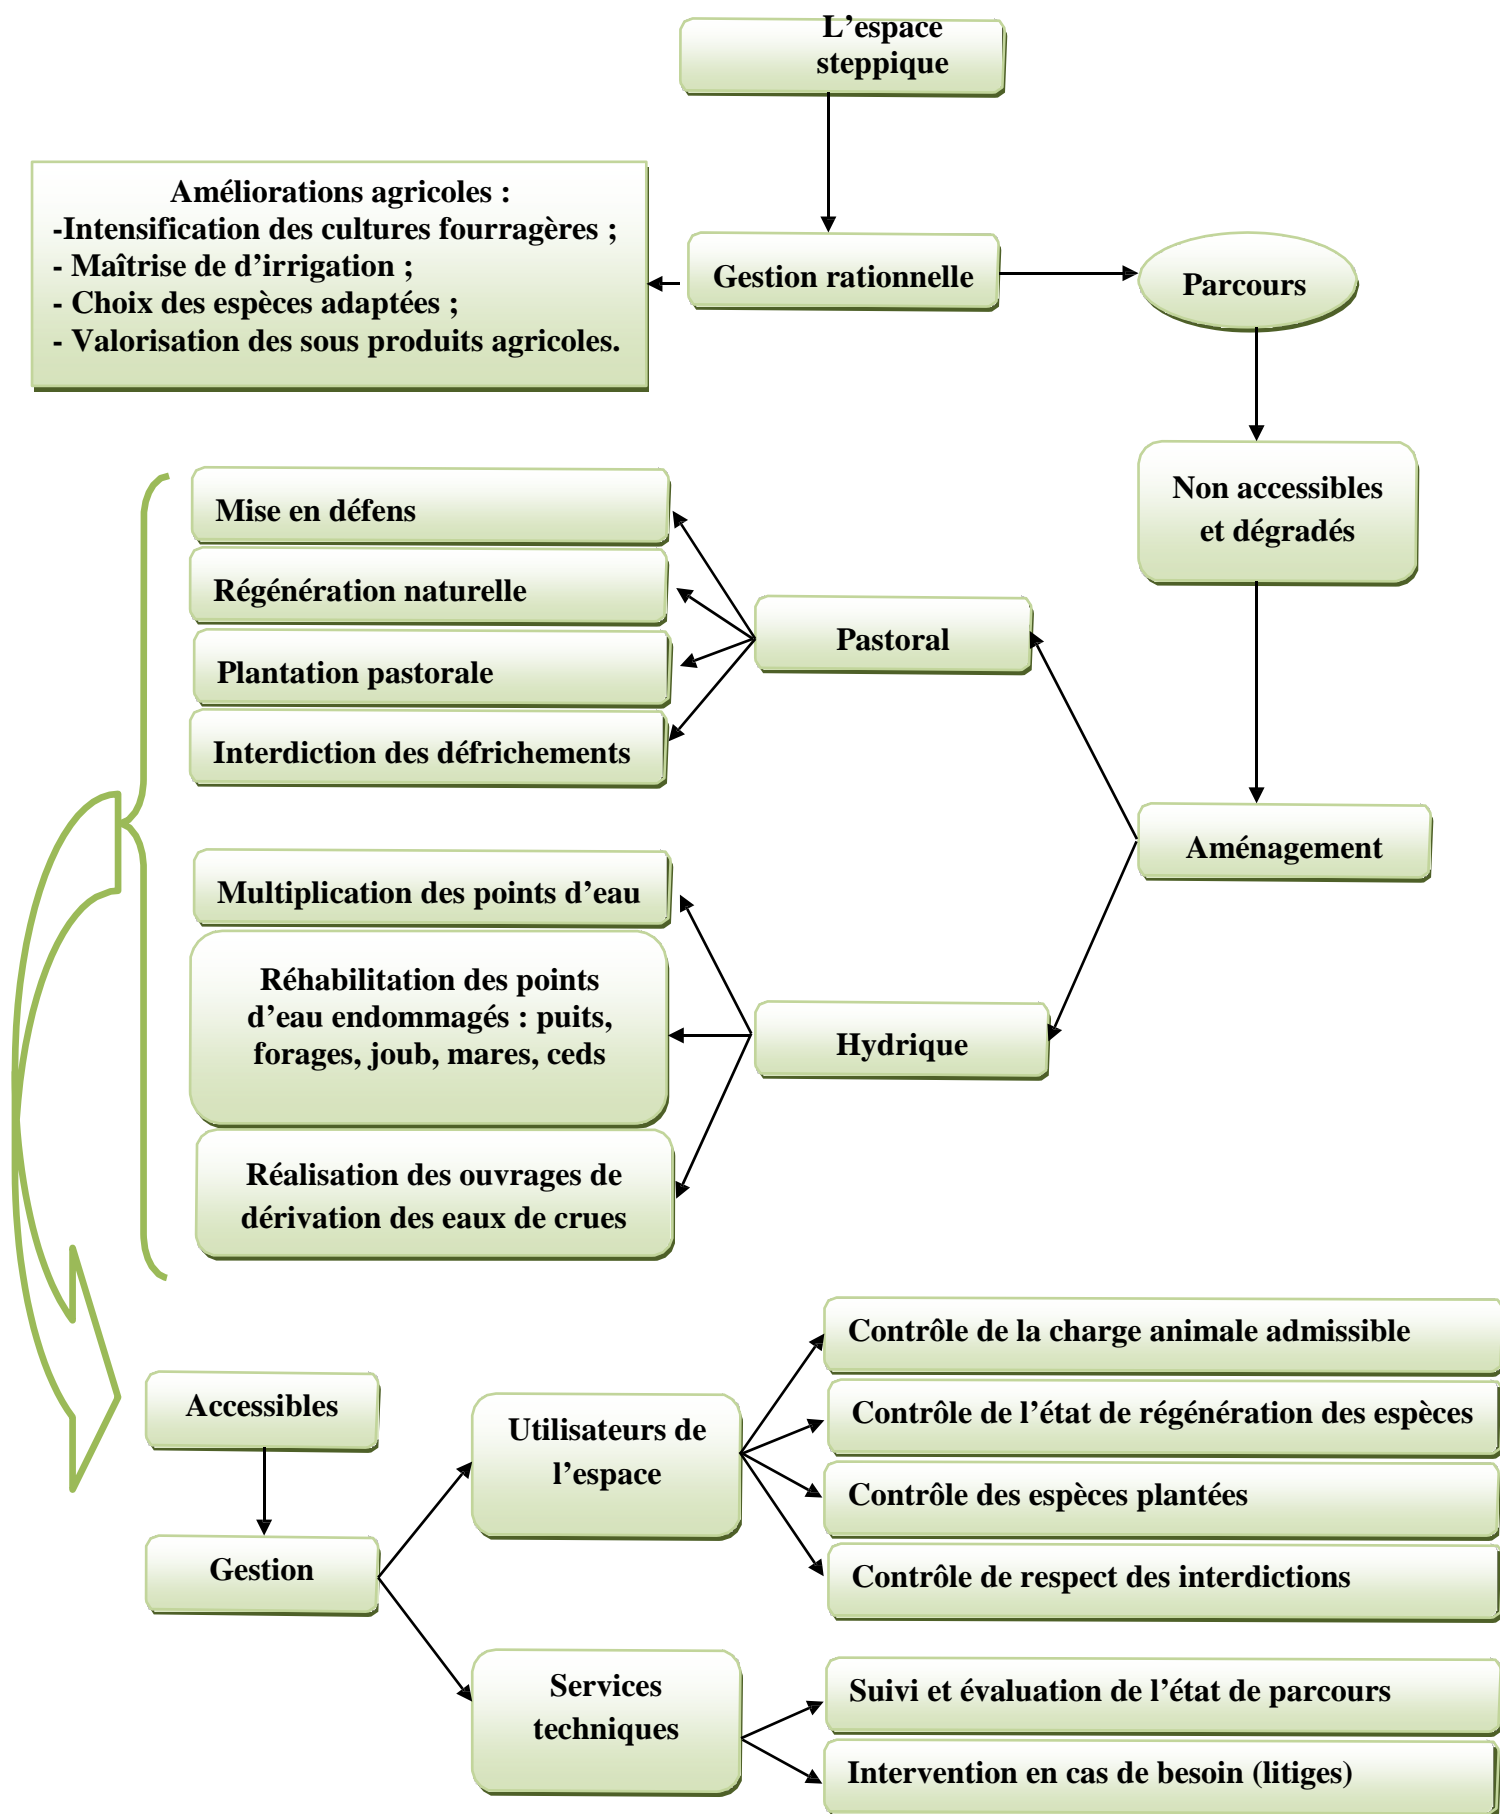 L’espace
steppique
Améliorations agricoles :
-Intensification des cultures fourragères ;
- Maîtrise de d’irrigation ;
- Choix des espèces adaptées ;
- Valorisation des sous produits agricoles.
Gestion rationnelle
Parcours
Non accessibles
et dégradés
Mise en défens
Régénération naturelle
Plantation pastorale
Interdiction des défrichements
Pastoral
Aménagement
Multiplication des points d’eau
Réhabilitation des points
d’eau endommagés : puits,
forages, joub, mares, ceds
Réalisation des ouvrages de
dérivation des eaux de crues
Hydrique
Accessibles
Gestion
Utilisateurs de
l’espace
Contrôle de la charge animale admissible
Contrôle de l’état de régénération des espèces
Contrôle des espèces plantées
Contrôle de respect des interdictions
Services
techniques
Suivi et évaluation de l’état de parcours
Intervention en cas de besoin (litiges)